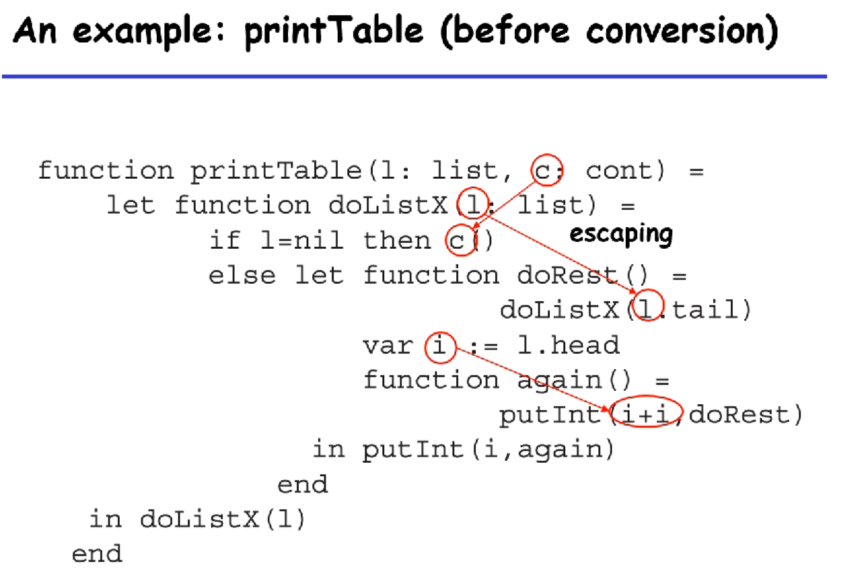 An example: printTable (before conversion)
function printTable(l: list, c: cont) =
let function doListX(l: list) =
if l=nil then c()
escaping
else let function doRest() =
doListX(l.tail)
var i := l.head
function again() =
putInt(i+i,doRest)
in putInt(i,again)
end
in doListX(l)
end